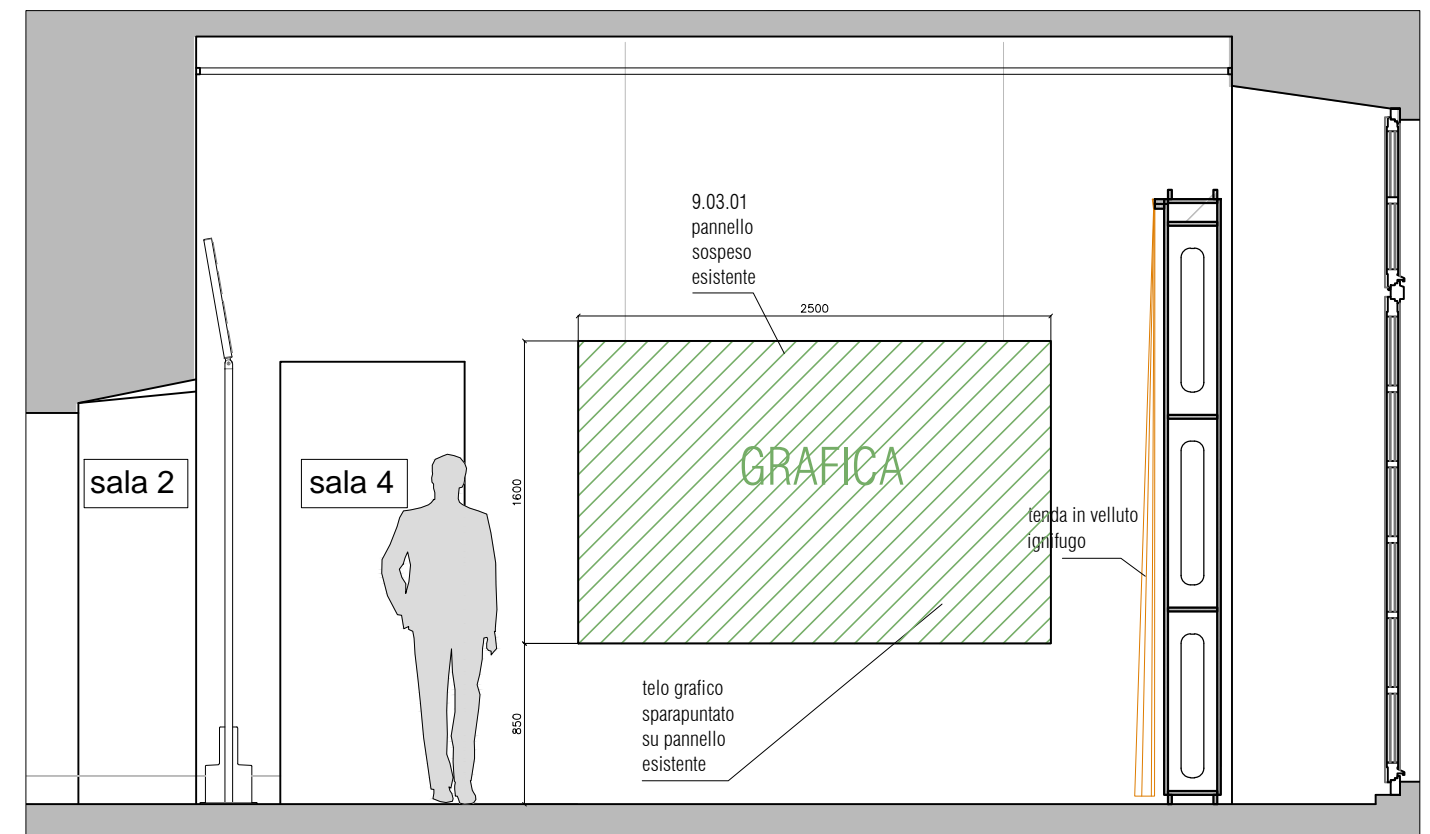 9.03.01
pannello
sospeso
esistente
2500
GRAFICA
sala 2
sala 4
1600
tenda in velluto
ignifugo
telo grafico
sparapuntato
su pannello
esistente
850